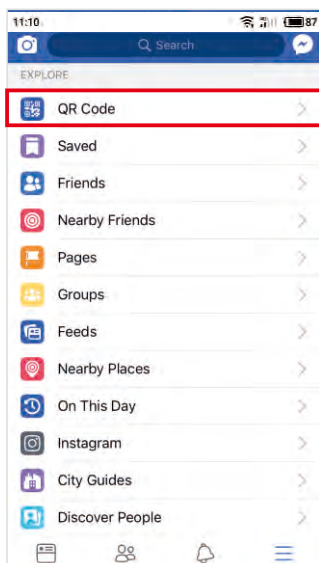 11:10
87
Search
EXPLORE
QR Code
Saved
Friends
Nearby Friends
Pages
Groups
Feeds
Nearby Places
On This Day
Instagram
City Guides
Discover People